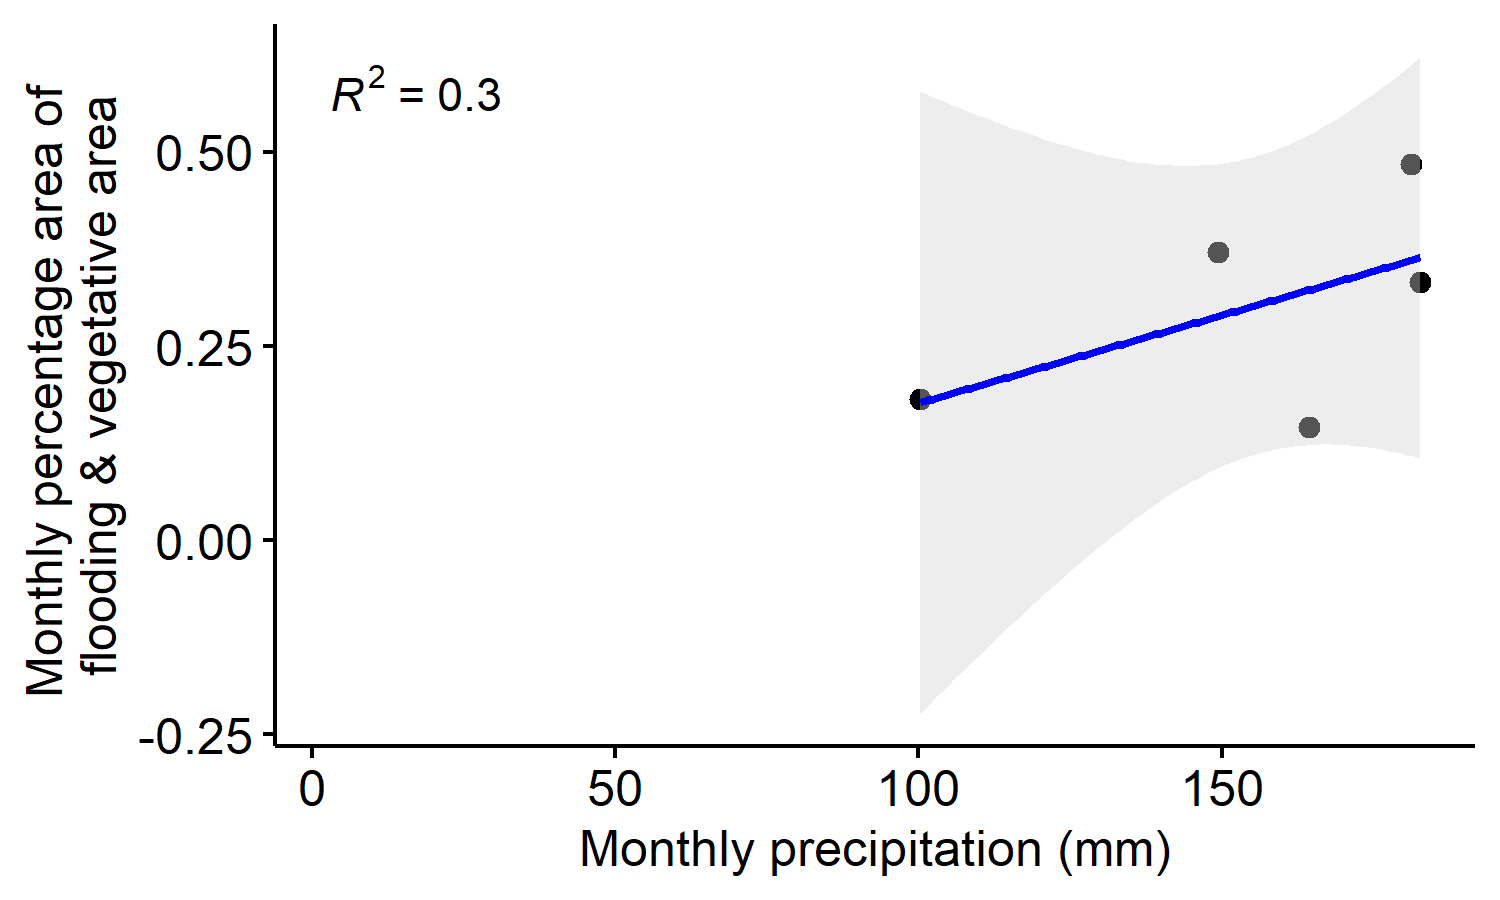 Monthly percentage area of
flooding & vegetative area
R² = 0.3
0.50
0.25
0.00
-0.25
0
50
100
150
Monthly precipitation (mm)